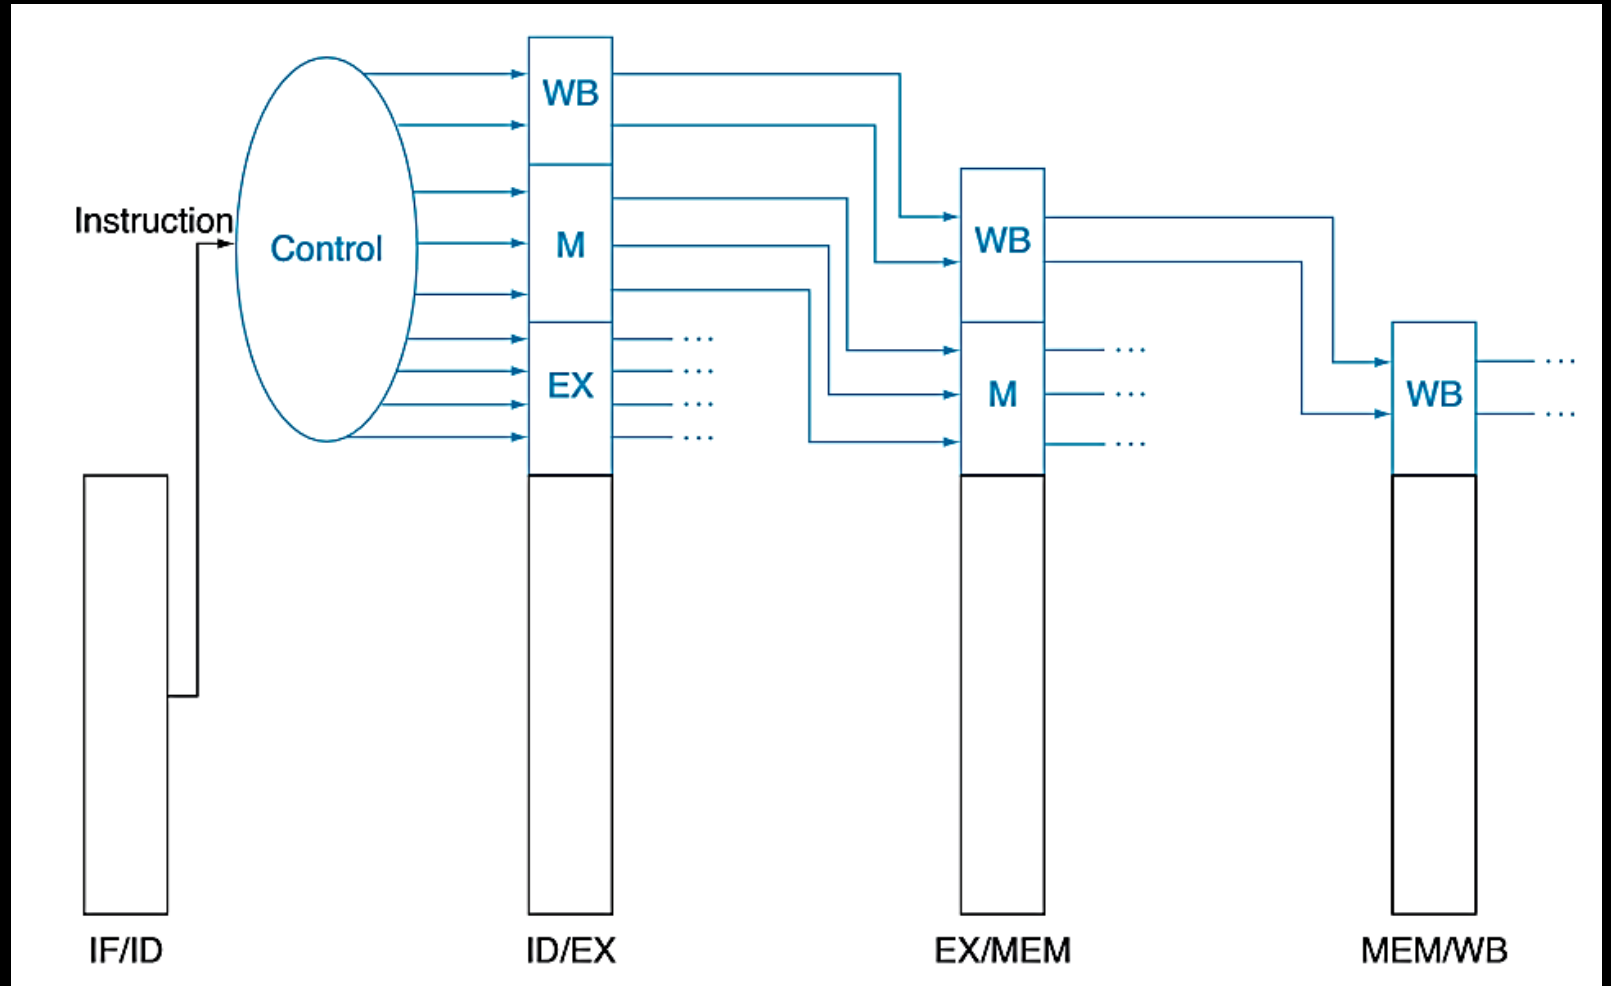 Instruction
Control
WB
M
EX
...
...
...
...
WB
M
...
...
...
WB
...
...
IF/ID
ID/EX
EX/MEM
MEM/WB